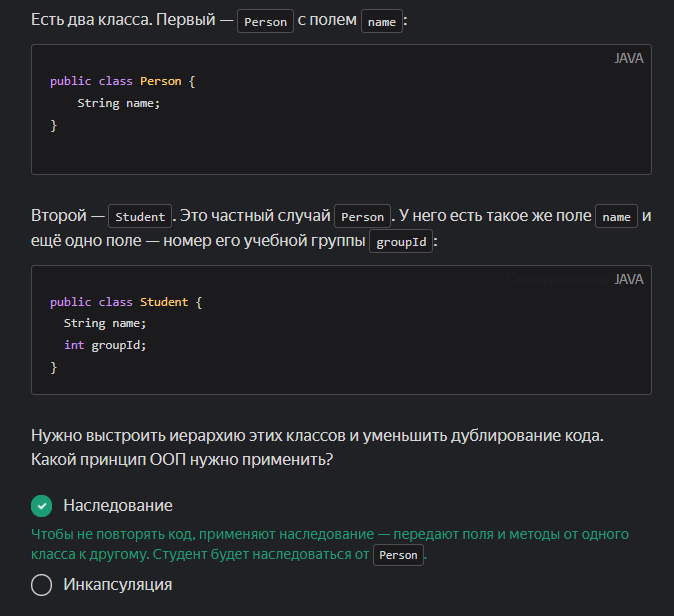 Есть два класса. Первый — Person с полем name:
JAVA
public class Person {
    String name;
}
Второй — Student. Это частный случай Person. У него есть такое же поле name и
ещё одно поле — номер его учебной группы groupId:
JAVA
public class Student {
  String name;
  int groupId;
}
Нужно выстроить иерархию этих классов и уменьшить дублирование кода.
Какой принцип ООП нужно применить?
Наследование
Чтобы не повторять код, применяют наследование — передают поля и методы от одного
класса к другому. Студент будет наследоваться от Person.
Инкапсуляция